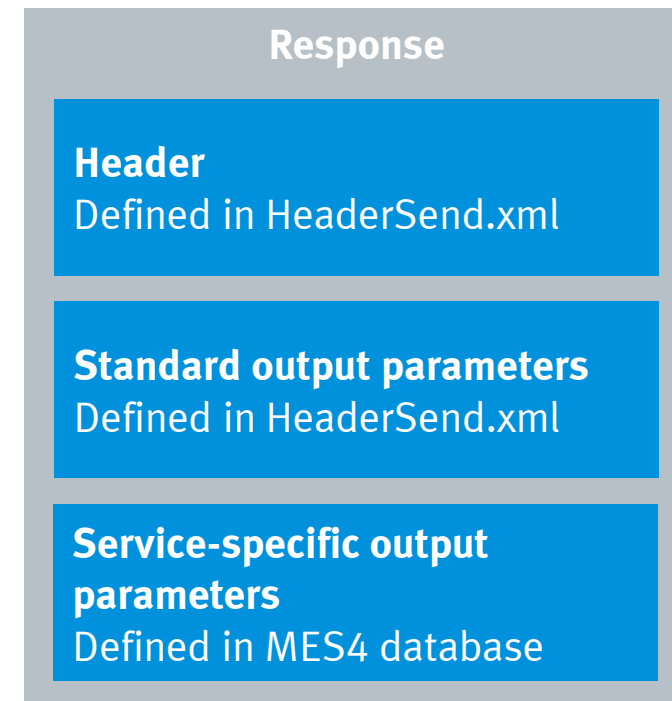 Response
Header
Defined in HeaderSend.xml
Standard output parameters
Defined in HeaderSend.xml
Service-specific output
parameters
Defined in MES4 database